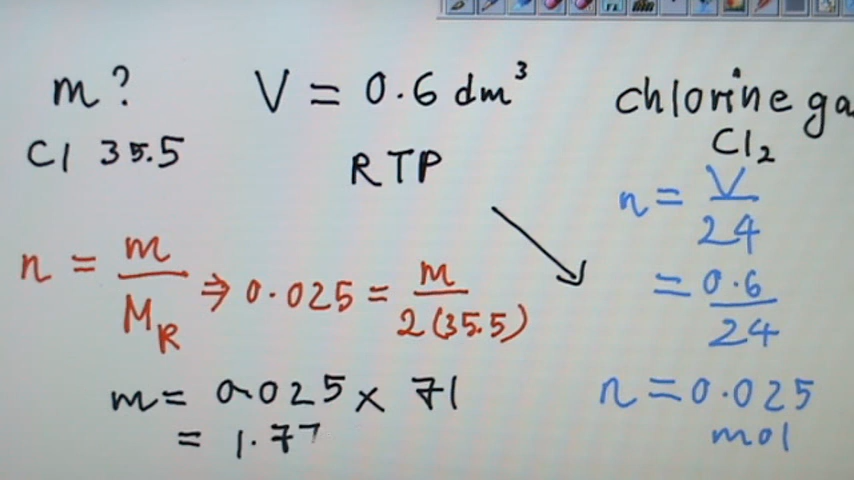 m?
V = 0.6 dm³
chlorine ga
Cl 35.5
RTP
Cl₂
n = V/24
= 0.6/24
n = 0.025
mol
n = m/MR ⇒ 0.025 = m/2(35.5)
m = 0.025 × 71
= 1.77